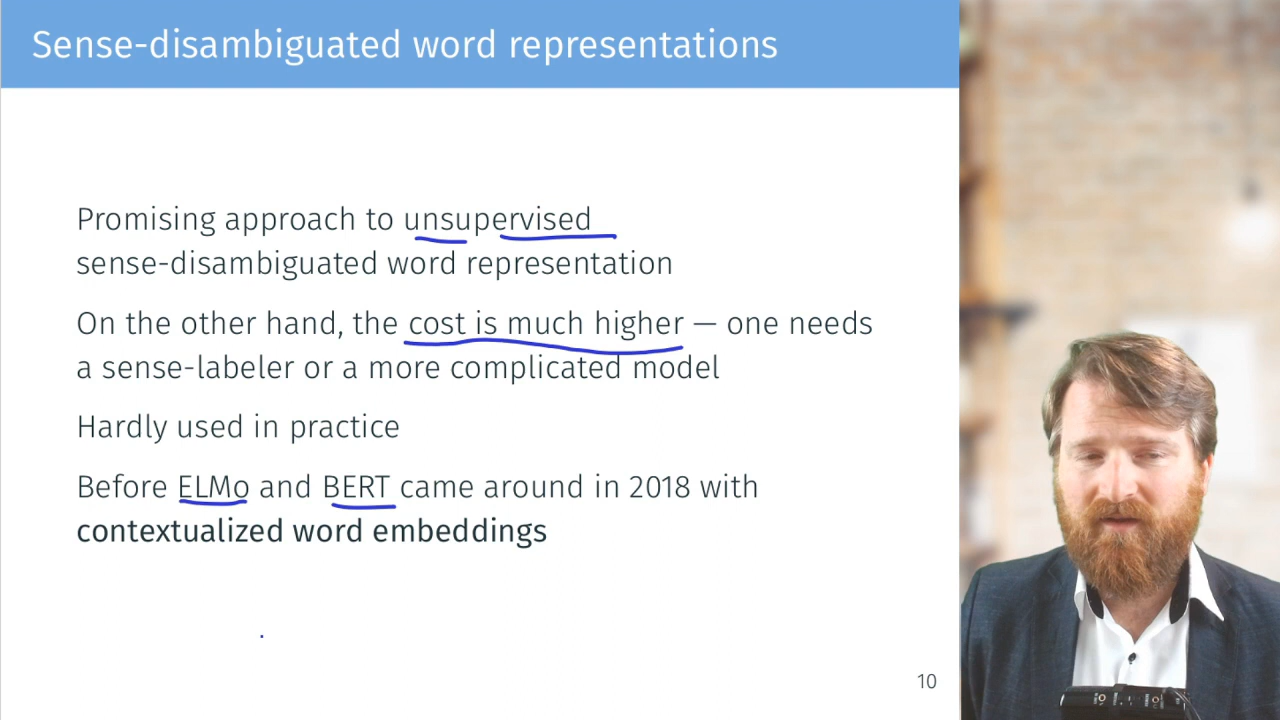 Sense-disambiguated word representations
Promising approach to unsupervised
sense-disambiguated word representation
On the other hand, the cost is much higher — one needs
a sense-labeler or a more complicated model
Hardly used in practice
Before ELMo and BERT came around in 2018 with
contextualized word embeddings
10